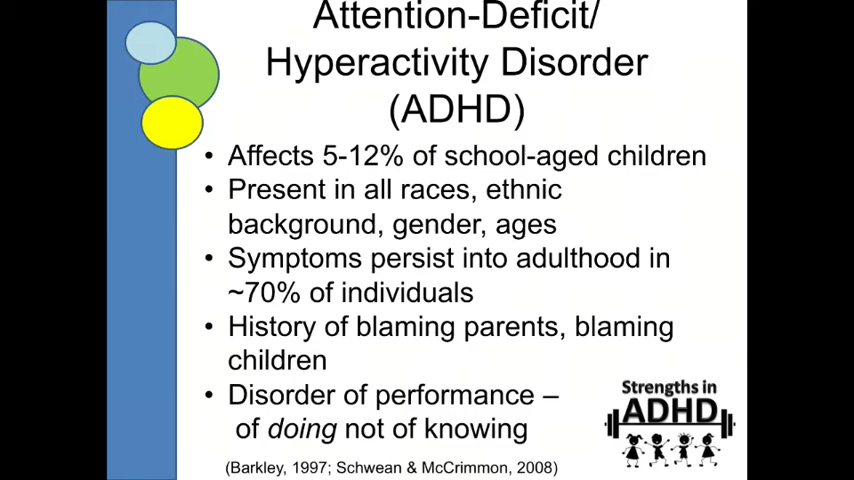 Attention-Deficit/
Hyperactivity Disorder
(ADHD)
• Affects 5-12% of school-aged children
• Present in all races, ethnic
background, gender, ages
• Symptoms persist into adulthood in
~70% of individuals
• History of blaming parents, blaming
children
• Disorder of performance –
of doing not of knowing
(Barkley, 1997; Schwean & McCrimmon, 2008)
Strengths in
ADHD